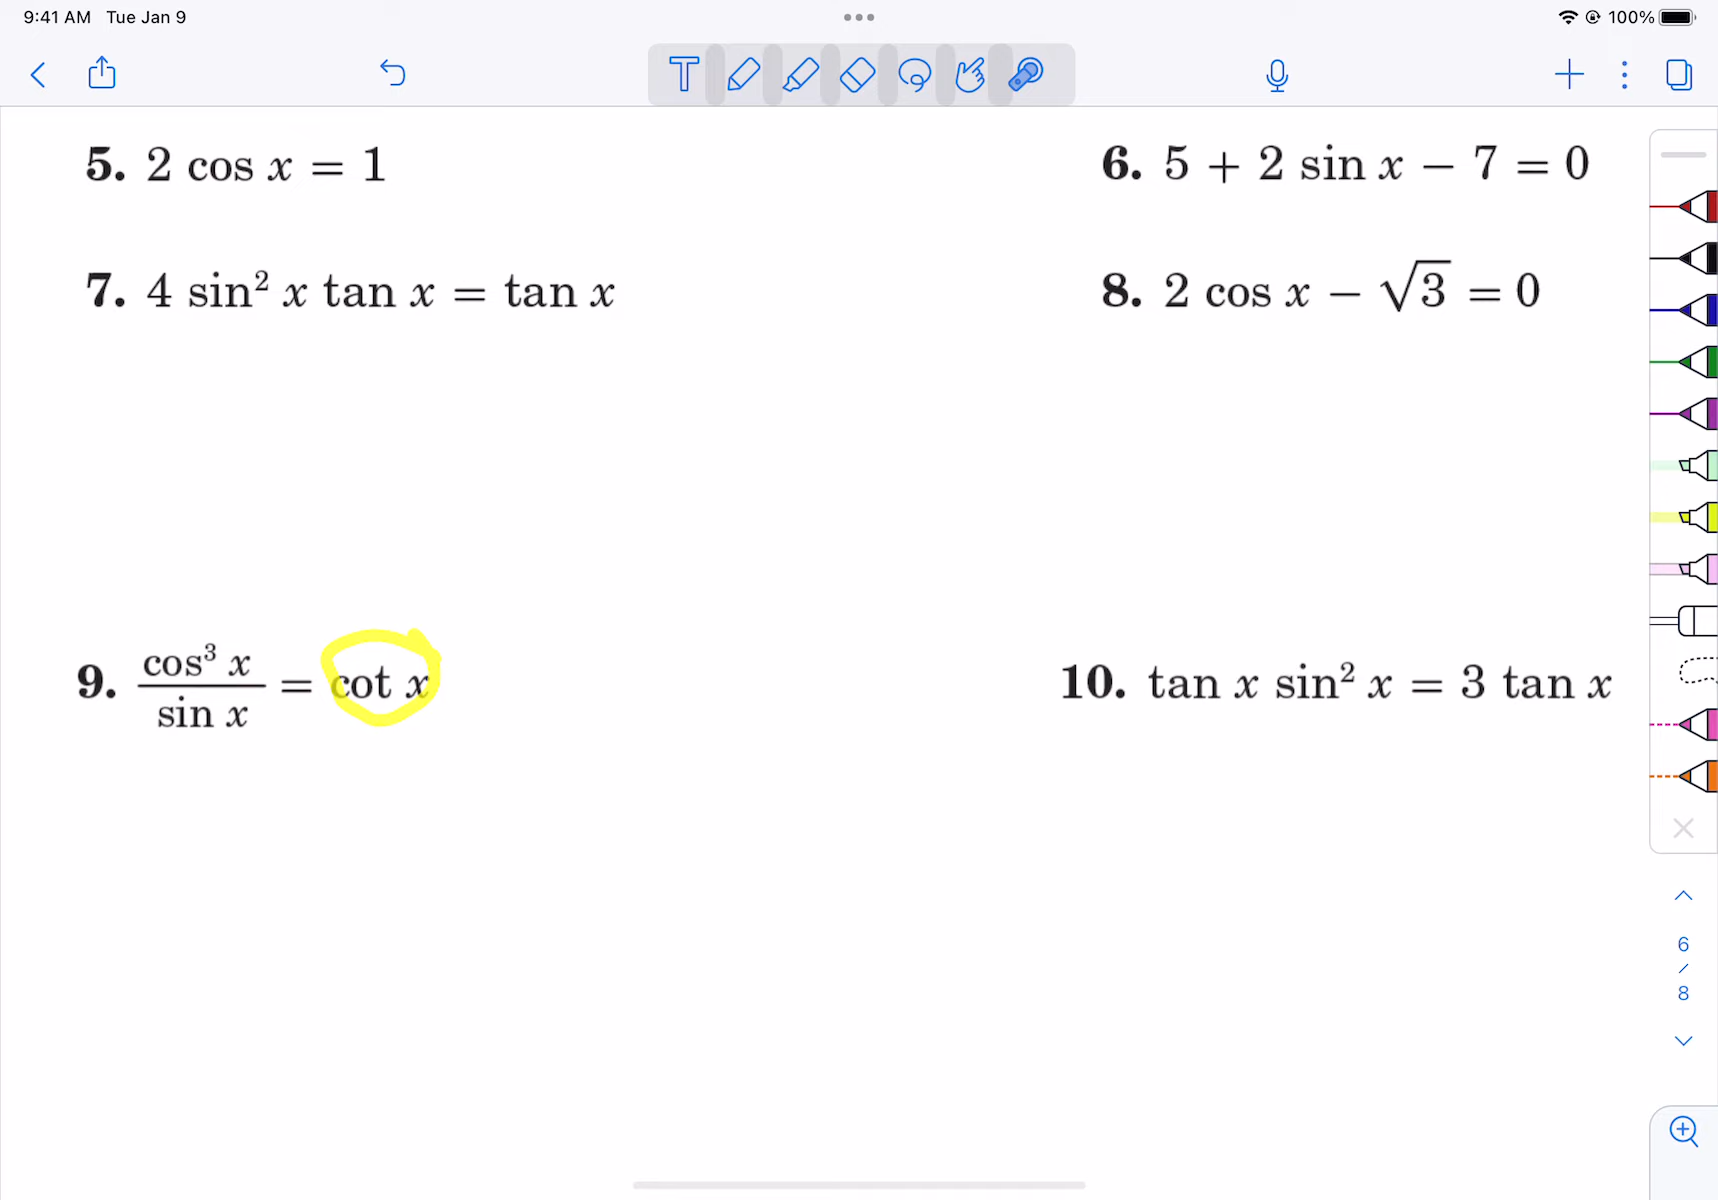 9:41 AM Tue Jan 9
100%
5. 2 cos x = 1
6. 5 + 2 sin x − 7 = 0
7. 4 sin² x tan x = tan x
8. 2 cos x − √3 = 0
9. cos³ x / sin x = cot x
10. tan x sin² x = 3 tan x
6
/
8